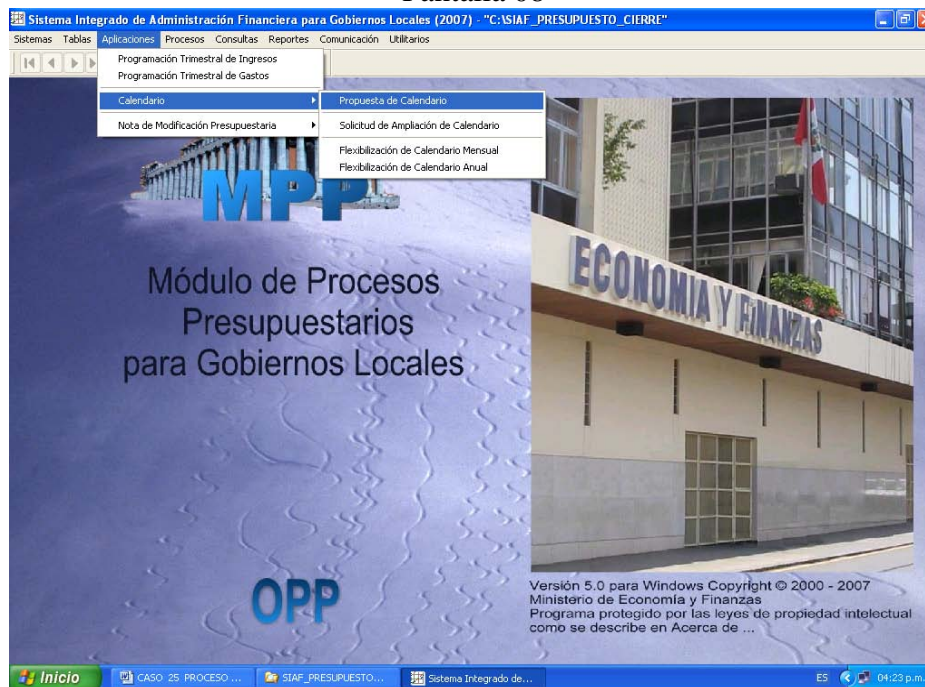 Sistema Integrado de Administración Financiera para Gobiernos Locales (2007) - "C:\SIAF_PRESUPUESTO_CIERRE"
Sistemas Tablas Aplicaciones Procesos Consultas Reportes Comunicación Utilitarios
Programación Trimestral de Ingresos
Programación Trimestral de Gastos
Calendario
Propuesta de Calendario
Nota de Modificación Presupuestaria
Solicitud de Ampliación de Calendario
Flexibilización de Calendario Mensual
Flexibilización de Calendario Anual
MPP
Módulo de Procesos
Presupuestarios
para Gobiernos Locales
ECONOMIA Y FINANZAS
OPP
Versión 5.0 para Windows Copyright © 2000 - 2007
Ministerio de Economía y Finanzas
Programa protegido por las leyes de propiedad intelectual
como se describe en Acerca de ...
Inicio
CASO 25 PROCESO ...
SIAF_PRESUPUESTO...
Sistema Integrado de...
ES
04:23 p.m.